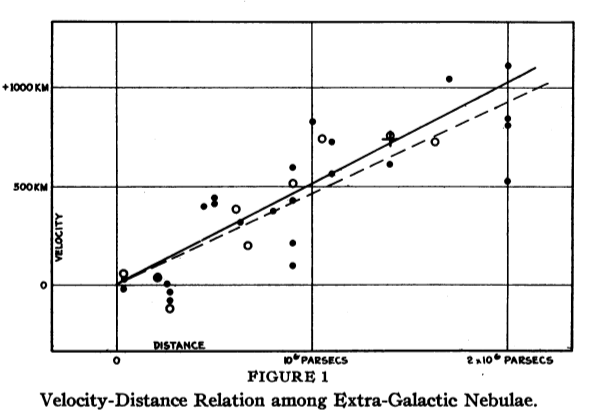 +1000 KM
500 KM
0
VELOCITY
DISTANCE
0
10⁶ PARSECS
2 x 10⁶ PARSECS
FIGURE 1
Velocity-Distance Relation among Extra-Galactic Nebulae.